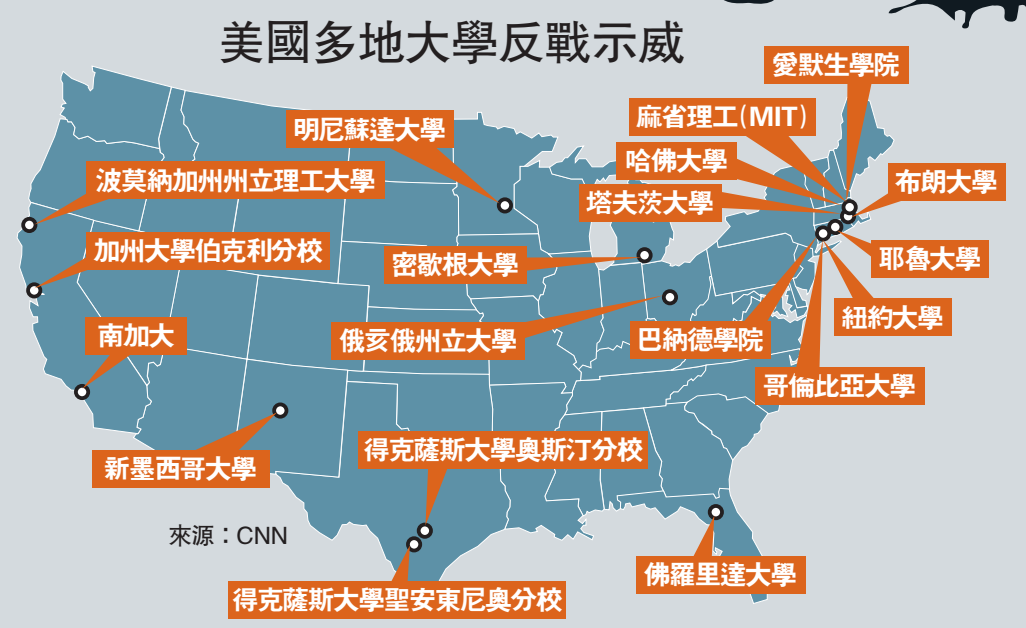 美國多地大學反戰示威
愛默生學院
麻省理工(MIT)
明尼蘇達大學
哈佛大學
波莫納加州州立理工大學
布朗大學
塔夫茨大學
加州大學伯克利分校
密歇根大學
耶魯大學
紐約大學
南加大
俄亥俄州立大學
巴納德學院
哥倫比亞大學
得克薩斯大學奧斯汀分校
新墨西哥大學
來源：CNN
佛羅里達大學
得克薩斯大學聖安東尼奧分校